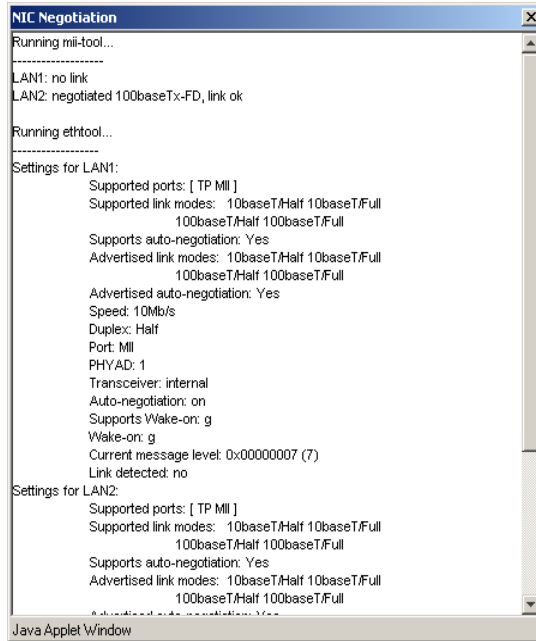 NIC Negotiation
Running mii-tool...
-------------------
LAN1: no link
LAN2: negotiated 100baseTx-FD, link ok
Running ethtool...
------------------
Settings for LAN1:
Supported ports: [ TP MII ]
Supported link modes: 10baseT/Half 10baseT/Full
100baseT/Half 100baseT/Full
Supports auto-negotiation: Yes
Advertised link modes: 10baseT/Half 10baseT/Full
100baseT/Half 100baseT/Full
Advertised auto-negotiation: Yes
Speed: 10Mb/s
Duplex: Half
Port: MII
PHYAD: 1
Transceiver: internal
Auto-negotiation: on
Supports Wake-on: g
Wake-on: g
Current message level: 0x00000007 (7)
Link detected: no
Settings for LAN2:
Supported ports: [ TP MII ]
Supported link modes: 10baseT/Half 10baseT/Full
100baseT/Half 100baseT/Full
Supports auto-negotiation: Yes
Advertised link modes: 10baseT/Half 10baseT/Full
100baseT/Half 100baseT/Full
Advertised auto-negotiation: Yes
Java Applet Window